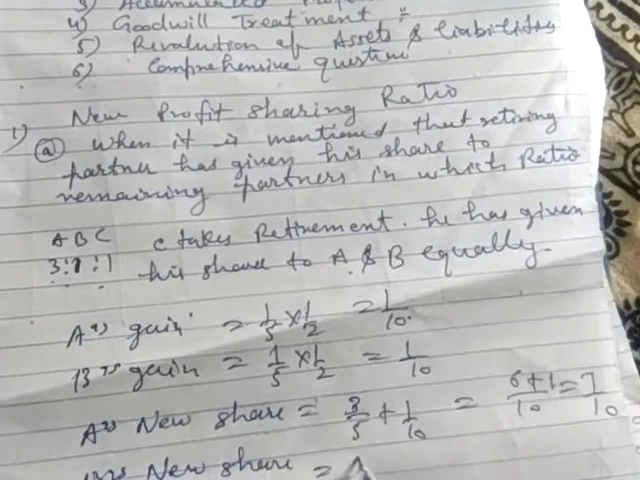 3) Accumulated
4) Goodwill Treatment :
5) Revalution of Assets & Liabilities
6) Comprehensive question
1) New Profit sharing Ratio
(a) When it is mentioned that retiring
partner has given his share to
remaining partners in which Ratio
A B C C takes Retirement. he has given
3:1:1 his share to A & B equally.
A's gain = 1/5 × 1/2 = 1/10
B's gain = 1/5 × 1/2 = 1/10
A's New share = 3/5 + 1/10 = 6+1/10 = 7/10
B's New share =